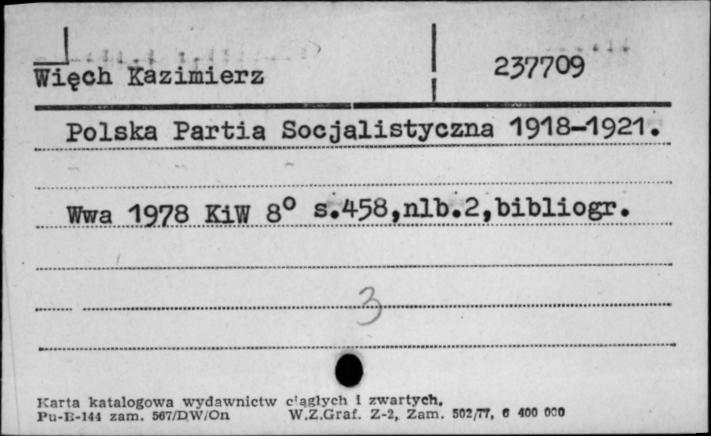 Więch Kazimierz 237709
Polska Partia Socjalistyczna 1918-1921.
Wwa 1978 KiW 8° s.458,nlb.2,bibliogr.
3
Karta katalogowa wydawnictw ciągłych i zwartych.
Pu-B-144 zam. 567/DW/On W.Z.Graf. Z-2, Zam. 502/77, 6 400 000